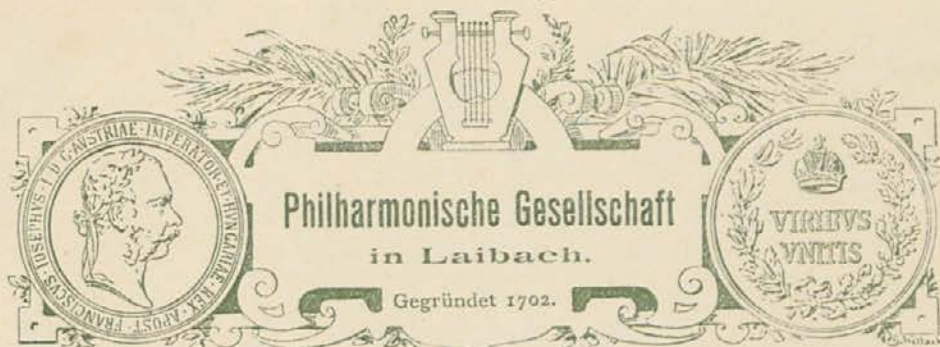 FRANCISCVS·IOSEPHVS·I·D·G·AVSTRIAE·IMPERATOR·ET·HVNGARIAE·REX·APOST·
Philharmonische Gesellschaft
in Laibach.
Gegründet 1702.
VIRIBVS
VNITIS